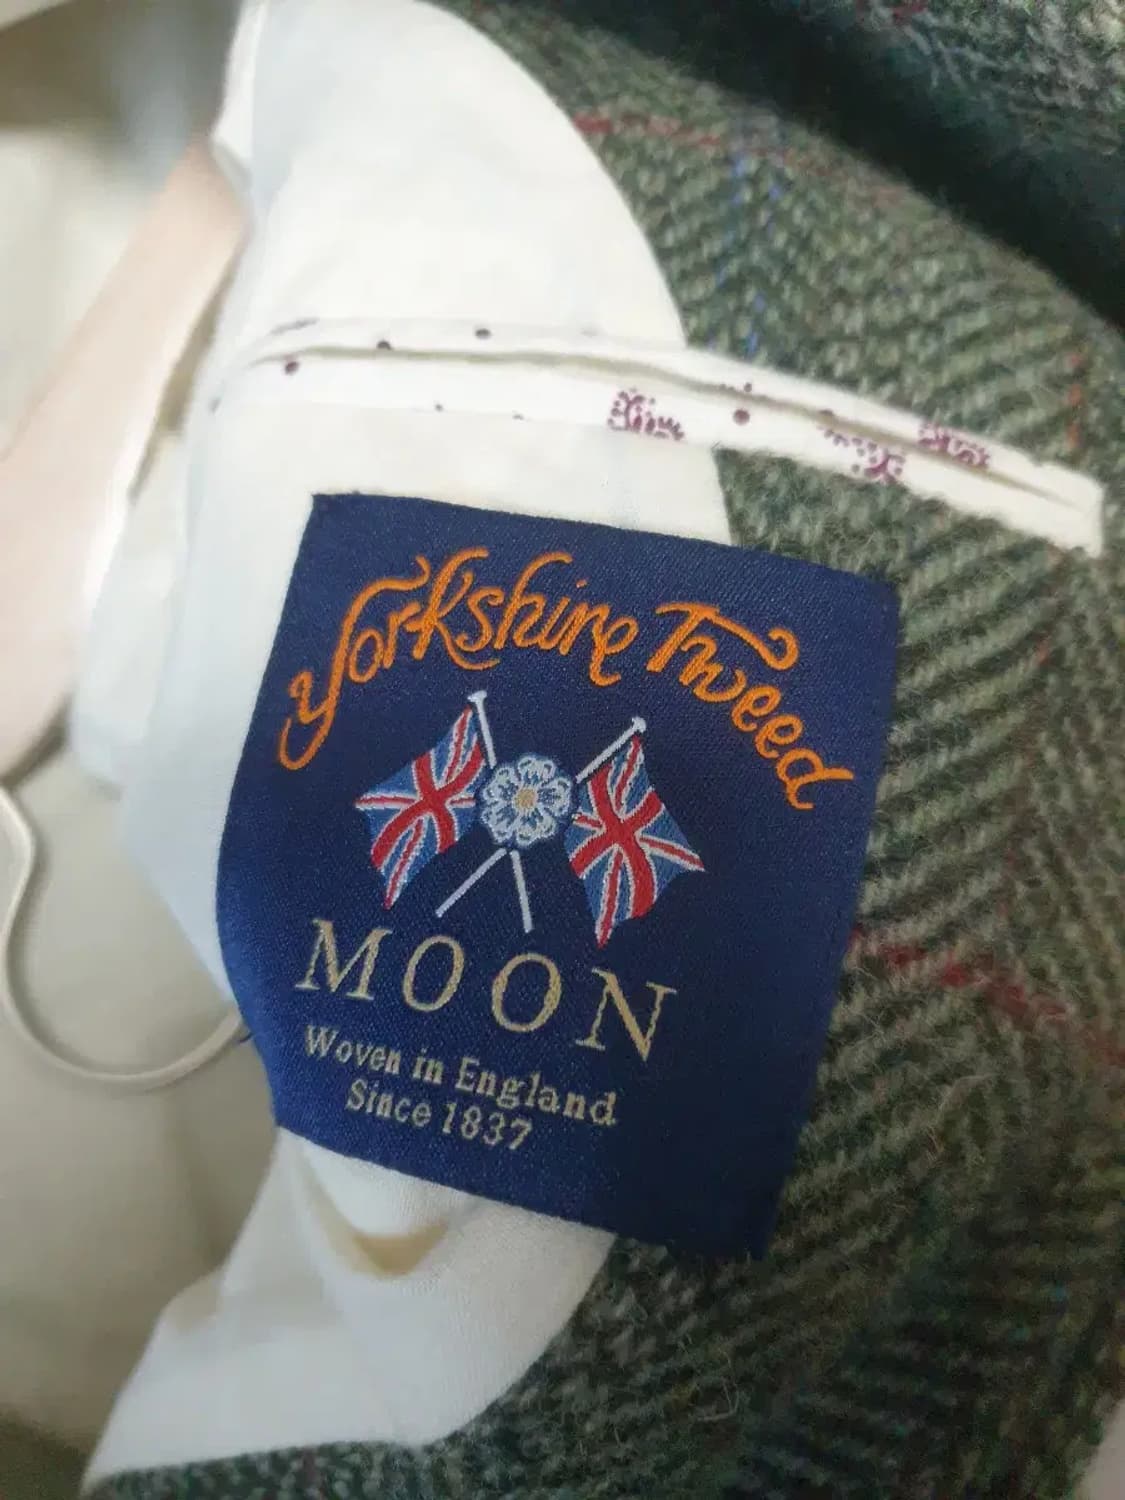 Yorkshire Tweed
MOON
Woven in England
Since 1837